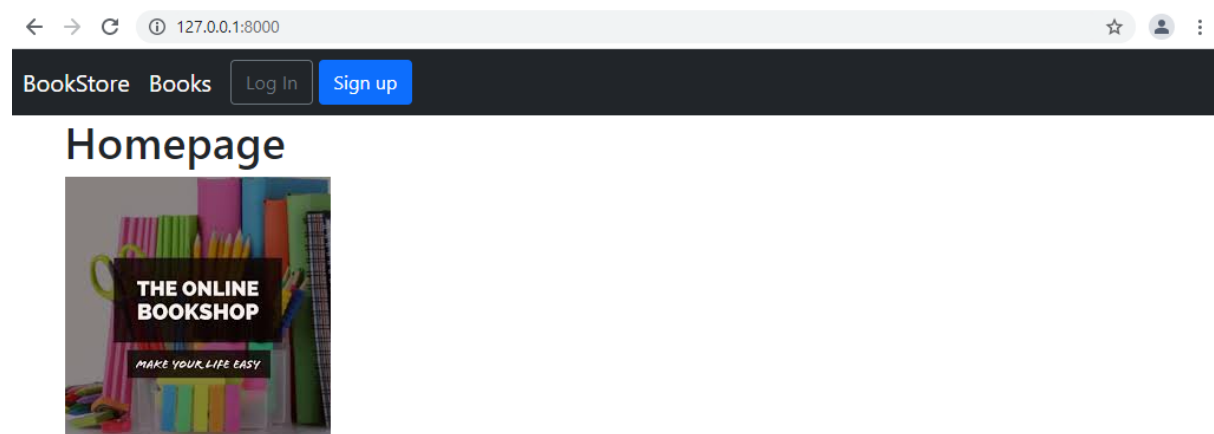 127.0.0.1:8000
BookStore Books Log In Sign up
Homepage
THE ONLINE
BOOKSHOP
MAKE YOUR LIFE EASY